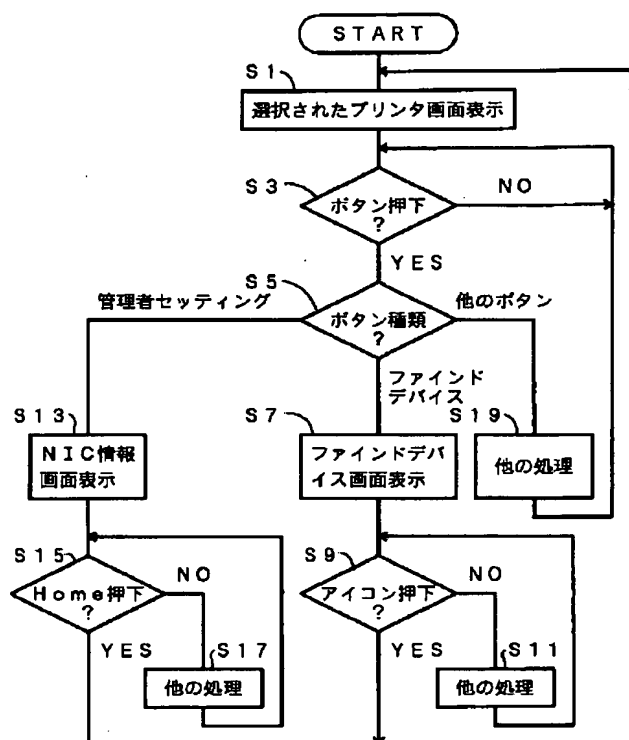 START
S1
選択されたプリンタ画面表示
S3
ボタン押下
?
NO
YES
S5
管理者セッティング
ボタン種類
?
他のボタン
ファインド
デバイス
S13
NIC情報
画面表示
S7
ファインドデバ
イス画面表示
S19
他の処理
S15
Home押下
?
NO
YES
S17
他の処理
S9
アイコン押下
?
NO
YES
S11
他の処理